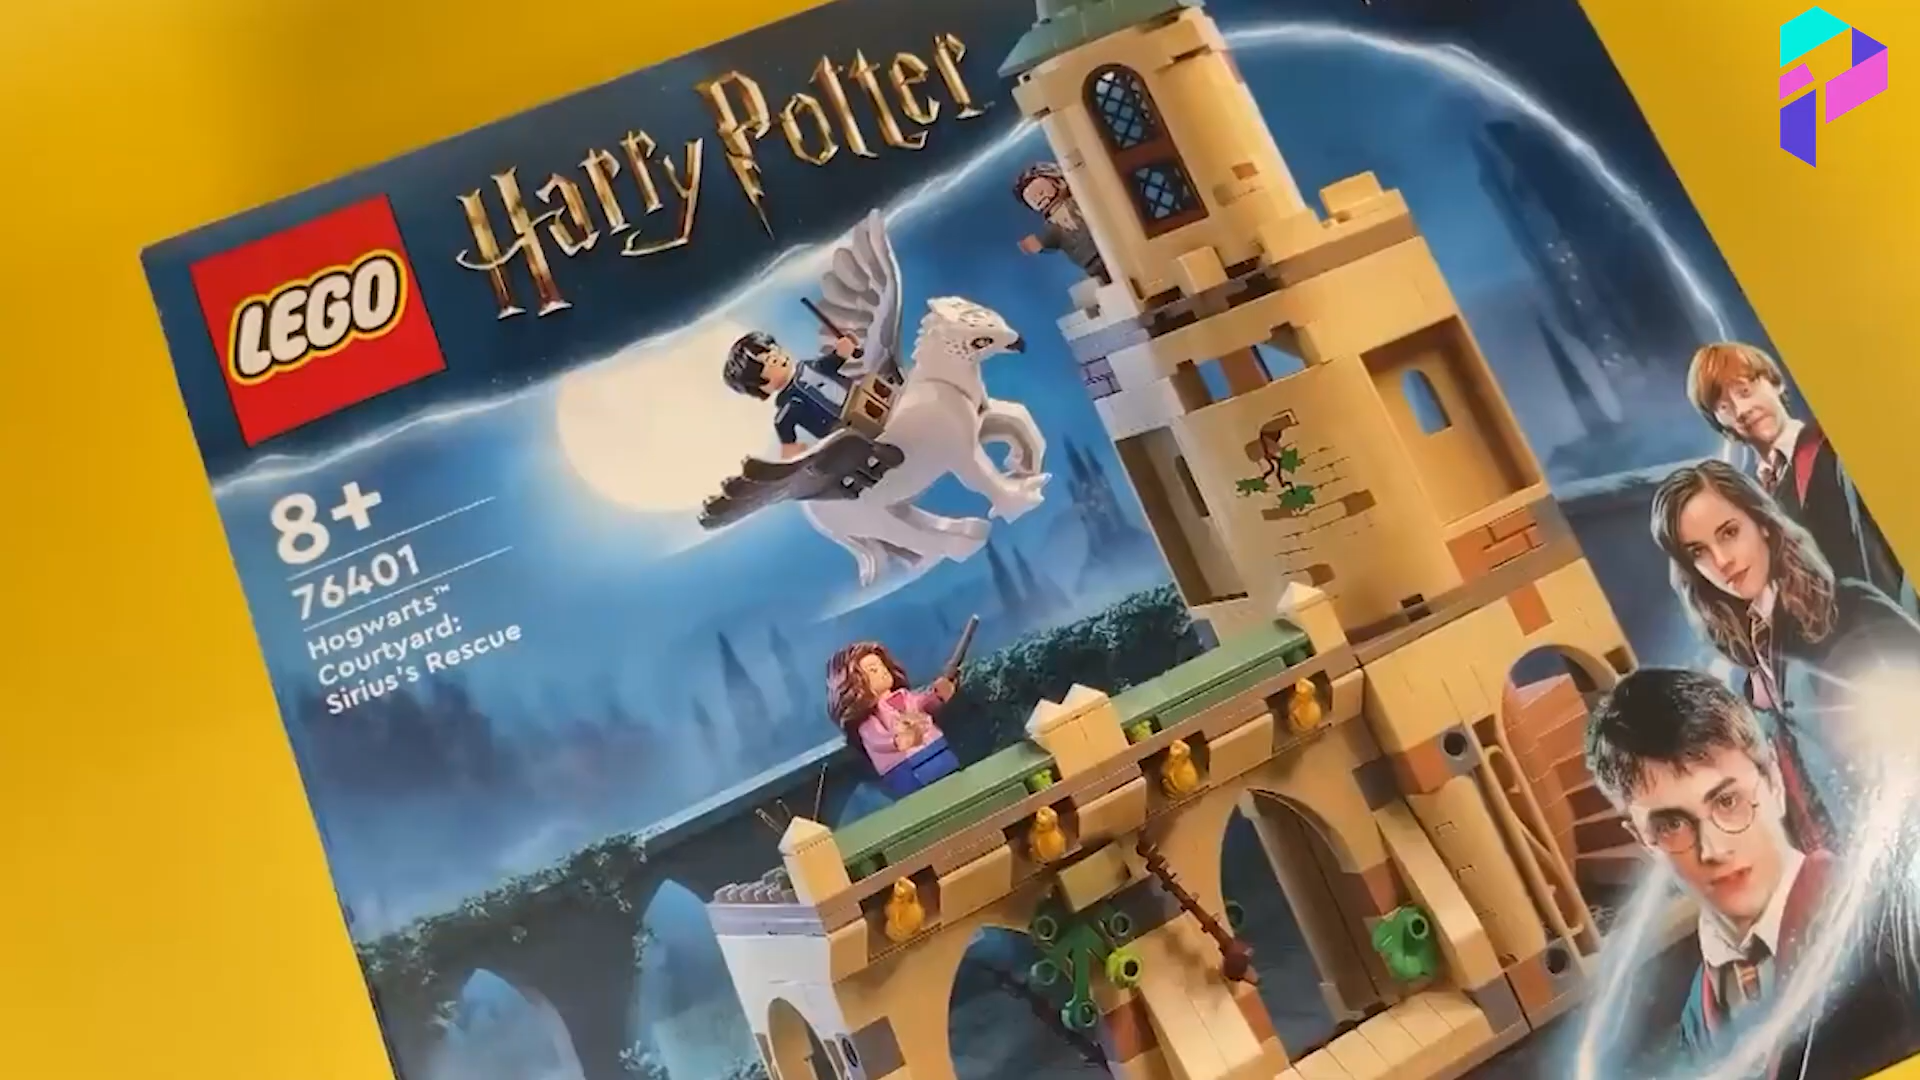 Harry Potter
LEGO
8+
76401
Hogwarts™
Courtyard:
Sirius's Rescue